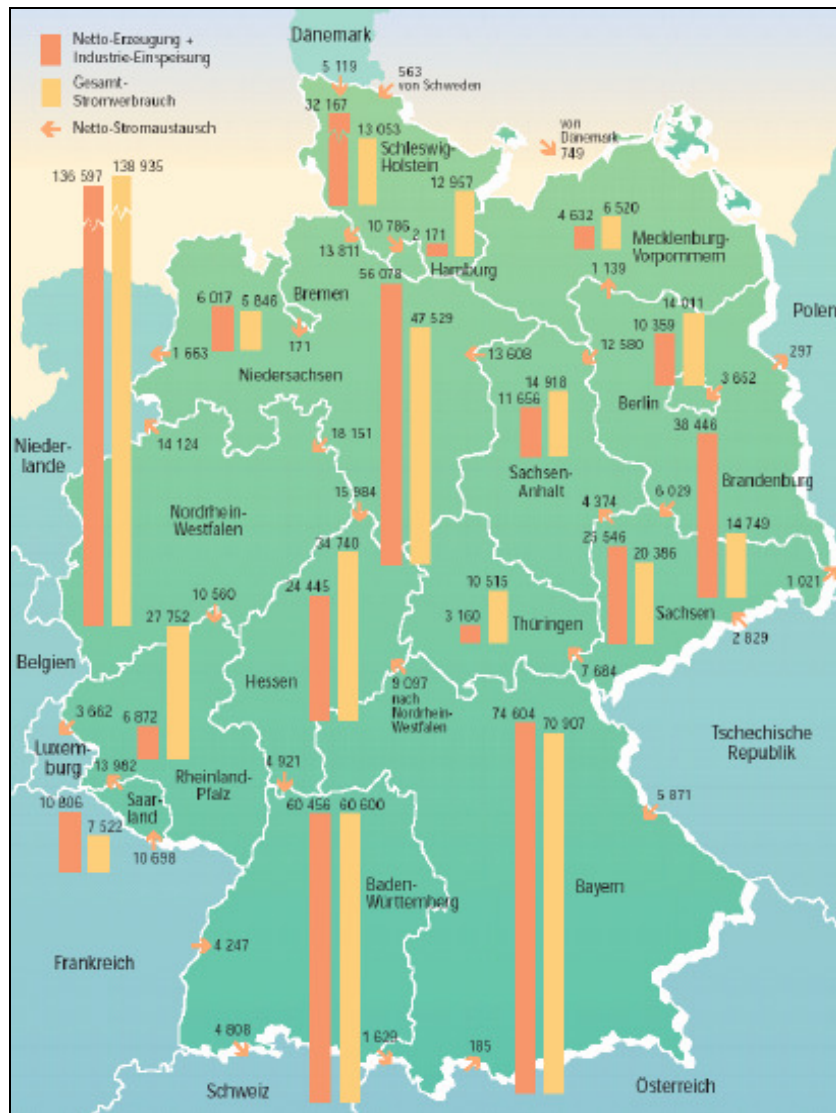 Netto-Erzeugung +
Industrie-Einspeisung
Gesamt-
Stromverbrauch
Netto-Stromaustausch
Dänemark
5 119
563
von Schweden
32 167
13 053
Schleswig-
Holstein
von
Dänemark
749
136 597
138 935
12 957
10 786
2 171
13 811
Hamburg
4 632
6 520
Mecklenburg-
Vorpommern
1 139
56 078
Bremen
6 017
5 846
171
47 529
14 011
10 359
Polen
297
1 663
Niedersachsen
13 608
12 580
14 918
11 656
3 652
Berlin
38 446
Nieder-
lande
14 124
18 151
Sachsen-
Anhalt
Brandenburg
Nordrhein-
Westfalen
15 984
4 374
6 029
14 749
34 740
25 546
20 386
10 560
24 445
10 515
1 021
27 752
3 160
Thüringen
Sachsen
2 829
Belgien
Hessen
9 097
nach
Nordrhein-
Westfalen
7 684
3 662
6 872
74 604
70 907
Tschechische
Republik
Luxem-
burg
13 982
Rheinland-
Pfalz
4 921
Saar-
land
10 806
7 522
60 456
60 600
5 871
10 698
Baden-
Württemberg
Bayern
4 247
Frankreich
4 808
1 629
185
Schweiz
Österreich